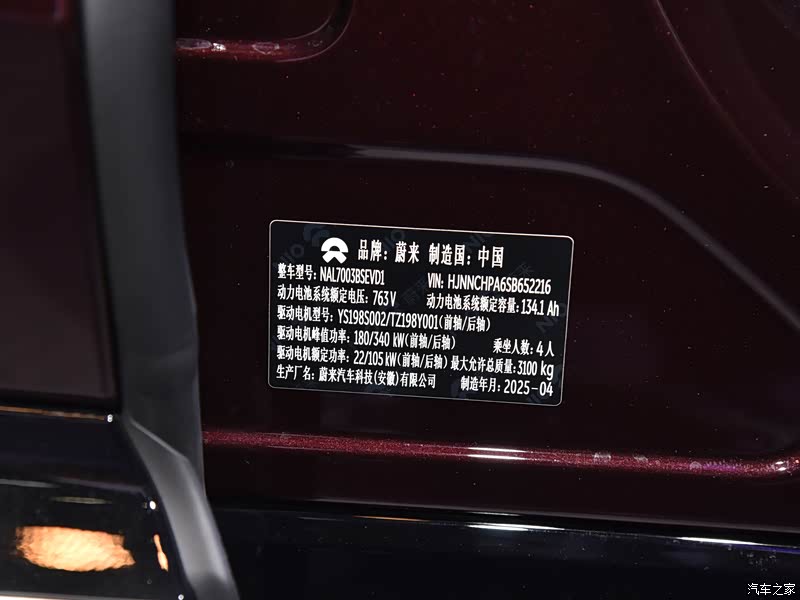 品牌: 蔚来 制造国: 中国
整车型号: NAL7003BSEVD1 VIN: HJNNCHPA6SB652216
动力电池系统额定电压: 763V 动力电池系统额定容量: 134.1 Ah
驱动电机型号: YS198S002/TZ198Y001(前轴/后轴)
驱动电机峰值功率: 180/340 kW(前轴/后轴) 乘坐人数: 4人
驱动电机额定功率: 22/105 kW(前轴/后轴) 最大允许总质量: 3100 kg
生产厂名: 蔚来汽车科技(安徽)有限公司 制造年月: 2025-04
汽车之家